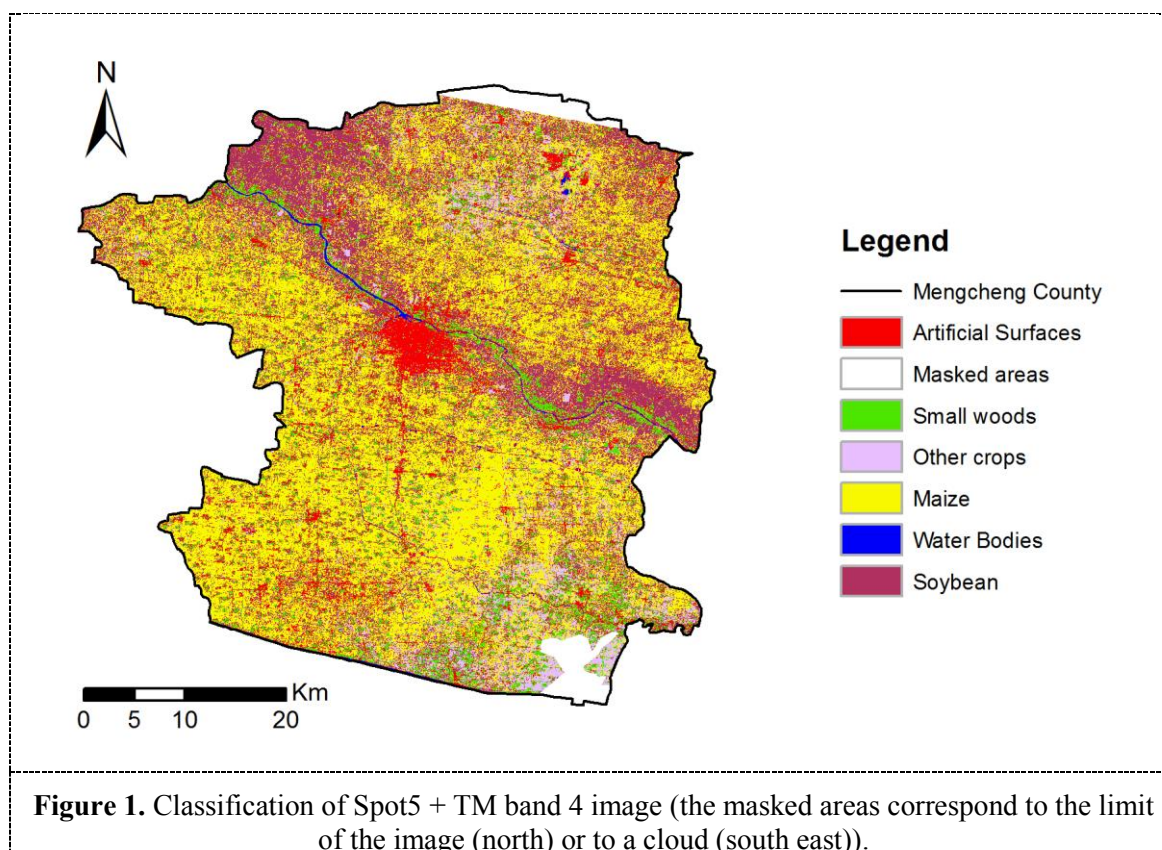 N
Legend
Mengcheng County
Artificial Surfaces
Masked areas
Small woods
Other crops
Maize
Water Bodies
Soybean
Km
0 5 10 20
Figure 1. Classification of Spot5 + TM band 4 image (the masked areas correspond to the limit
of the image (north) or to a cloud (south east)).